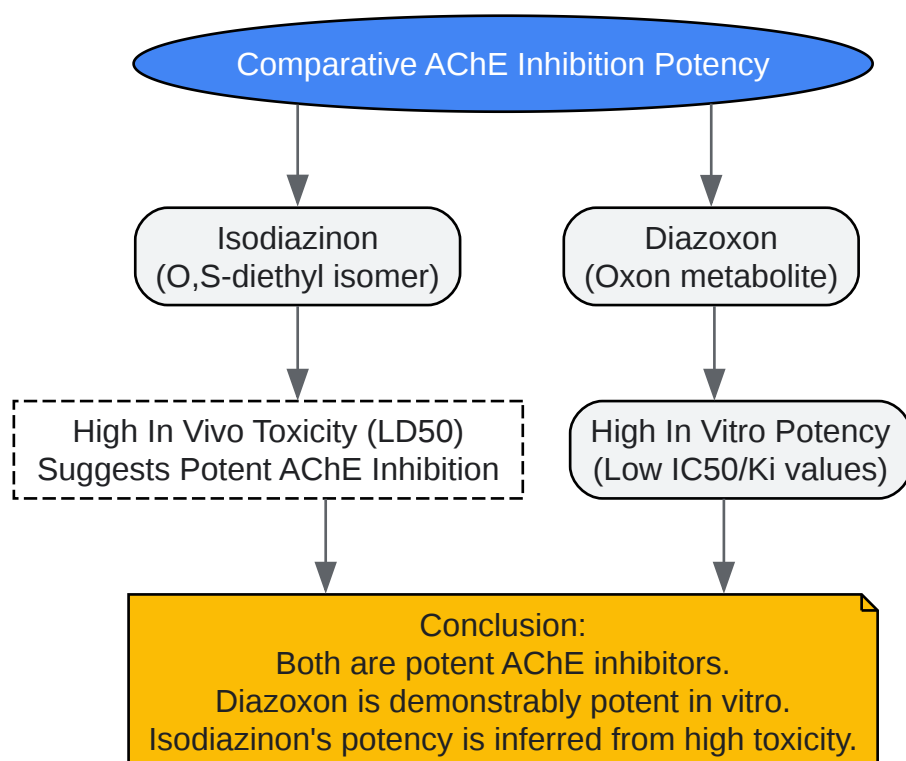 Comparative AChE Inhibition Potency
Isodiazinon
(O,S-diethyl isomer)
Diazoxon
(Oxon metabolite)
High In Vivo Toxicity (LD50)
Suggests Potent AChE Inhibition
High In Vitro Potency
(Low IC50/Ki values)
Conclusion:
Both are potent AChE inhibitors.
Diazoxon is demonstrably potent in vitro.
Isodiazinon's potency is inferred from high toxicity.